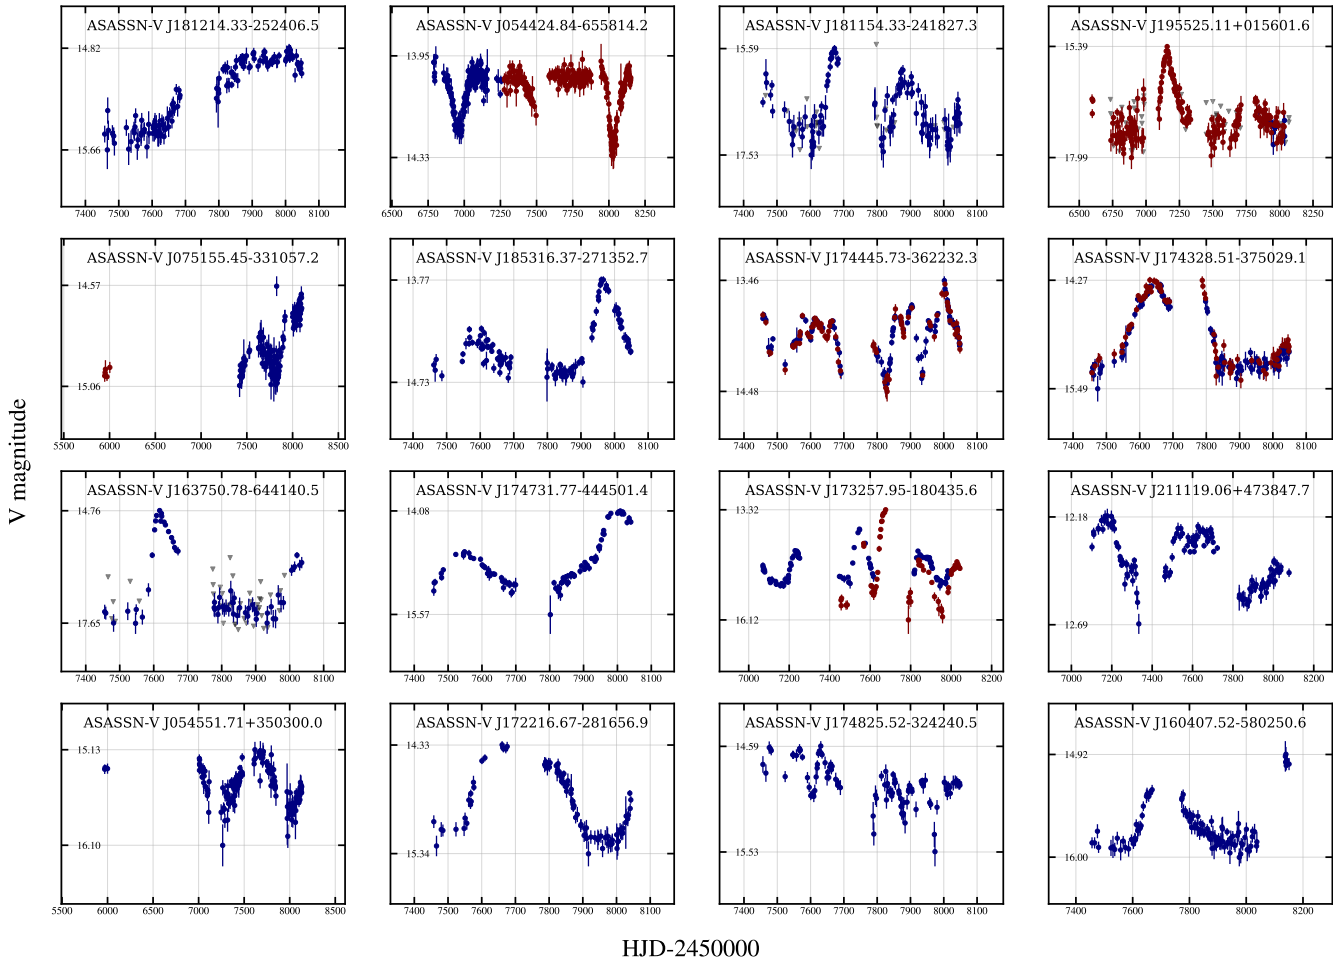 ASASSN-V J181214.33-252406.5
14.82
15.66
7400 7500 7600 7700 7800 7900 8000 8100
ASASSN-V J054424.84-655814.2
13.95
14.33
6500 6750 7000 7250 7500 7750 8000 8250
ASASSN-V J181154.33-241827.3
15.59
17.53
7400 7500 7600 7700 7800 7900 8000 8100
ASASSN-V J195525.11+015601.6
15.39
17.99
6500 6750 7000 7250 7500 7750 8000 8250
ASASSN-V J075155.45-331057.2
14.57
15.06
5500 6000 6500 7000 7500 8000 8500
ASASSN-V J185316.37-271352.7
13.77
14.73
7400 7500 7600 7700 7800 7900 8000 8100
ASASSN-V J174445.73-362232.3
13.46
14.48
7400 7500 7600 7700 7800 7900 8000 8100
ASASSN-V J174328.51-375029.1
14.27
15.49
7400 7500 7600 7700 7800 7900 8000 8100
V magnitude
ASASSN-V J163750.78-644140.5
14.76
17.65
7400 7500 7600 7700 7800 7900 8000 8100
ASASSN-V J174731.77-444501.4
14.08
15.57
7400 7500 7600 7700 7800 7900 8000 8100
ASASSN-V J173257.95-180435.6
13.32
16.12
7000 7200 7400 7600 7800 8000 8200
ASASSN-V J211119.06+473847.7
12.18
12.69
7000 7200 7400 7600 7800 8000 8200
ASASSN-V J054551.71+350300.0
15.13
16.10
5500 6000 6500 7000 7500 8000 8500
ASASSN-V J172216.67-281656.9
14.33
15.34
7400 7500 7600 7700 7800 7900 8000 8100
ASASSN-V J174825.52-324240.5
14.59
15.53
7400 7500 7600 7700 7800 7900 8000 8100
ASASSN-V J160407.52-580250.6
14.92
16.00
7400 7600 7800 8000 8200
HJD-2450000